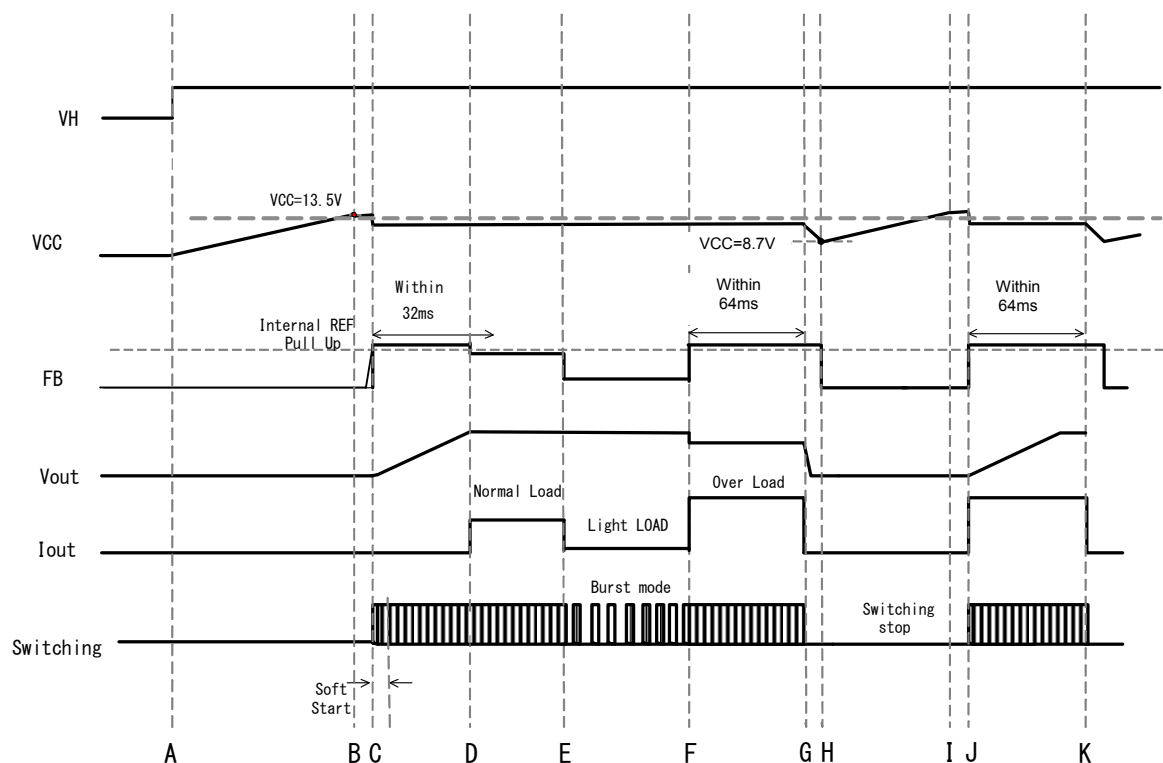 VH
VCC=13.5V
VCC
VCC=8.7V
Within
32ms
Within
64ms
Within
64ms
Internal REF
Pull Up
FB
Vout
Normal Load
Over Load
Light LOAD
Iout
Burst mode
Switching
stop
Switching
Soft
Start
A B C D E F G H I J K